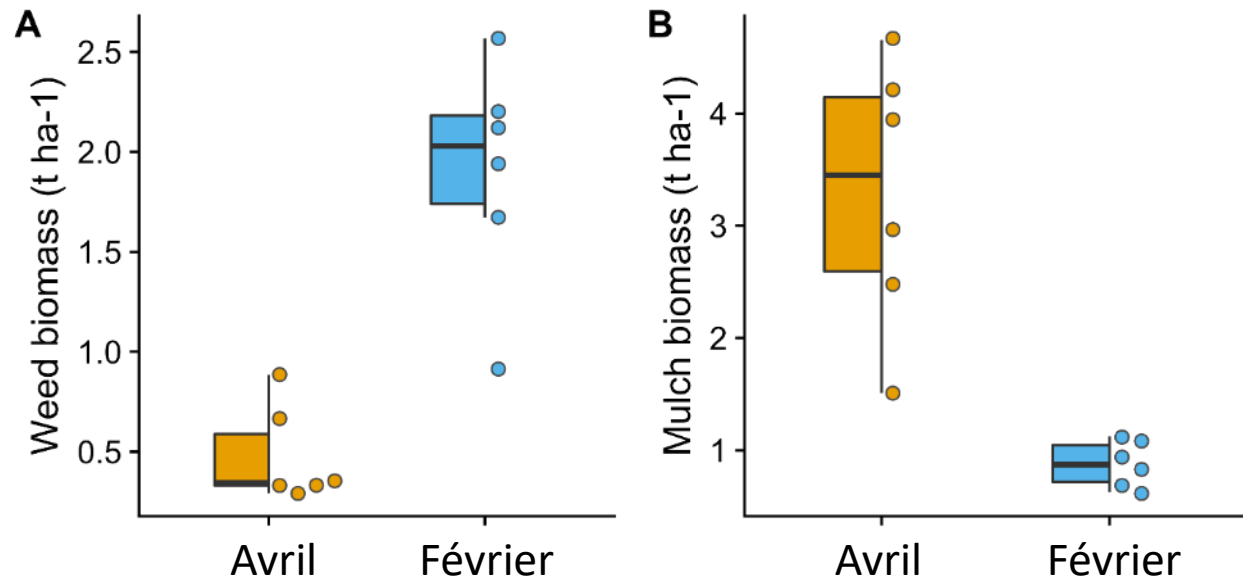 A
Weed biomass (t ha-1)
2.5
2.0
1.5
1.0
0.5
Avril
Février
B
Mulch biomass (t ha-1)
4
3
2
1
Avril
Février